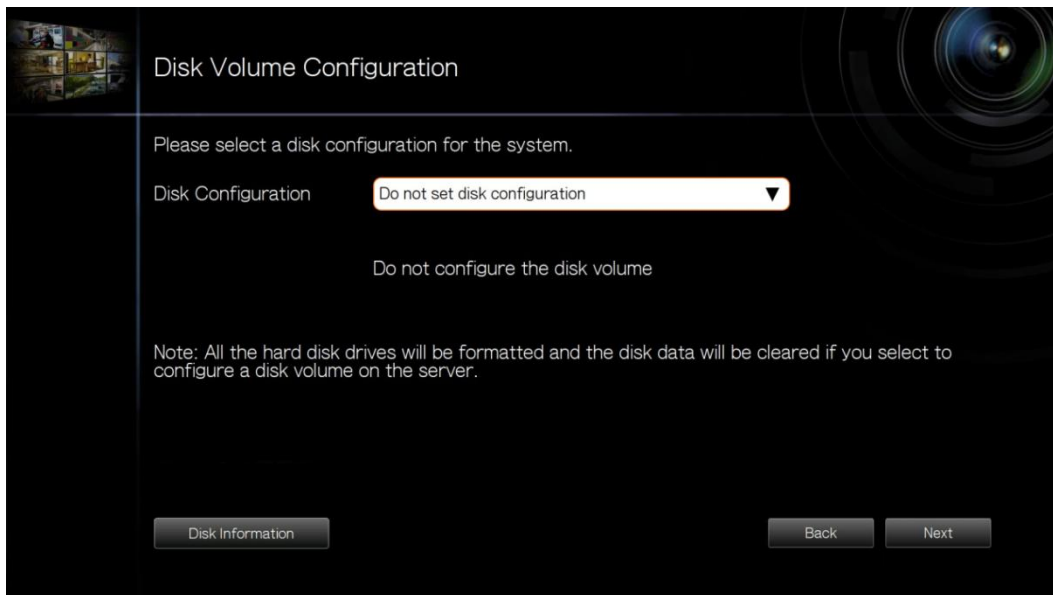 Disk Volume Configuration
Please select a disk configuration for the system.
Disk Configuration
Do not set disk configuration
Do not configure the disk volume
Note: All the hard disk drives will be formatted and the disk data will be cleared if you select to
configure a disk volume on the server.
Disk Information
Back
Next